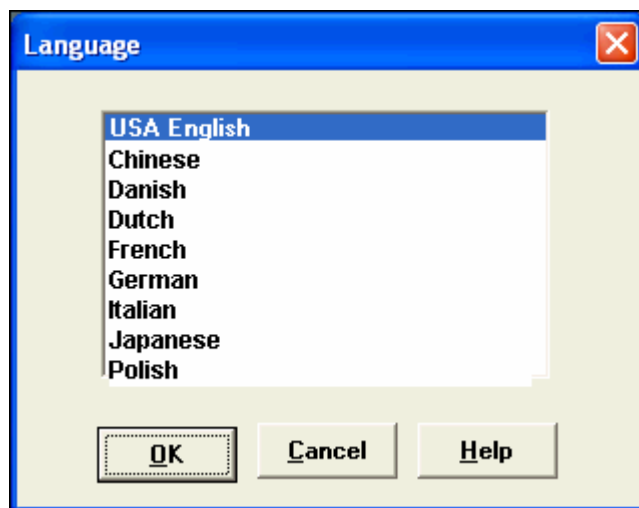 Language
USA English
Chinese
Danish
Dutch
French
German
Italian
Japanese
Polish
OK
Cancel
Help